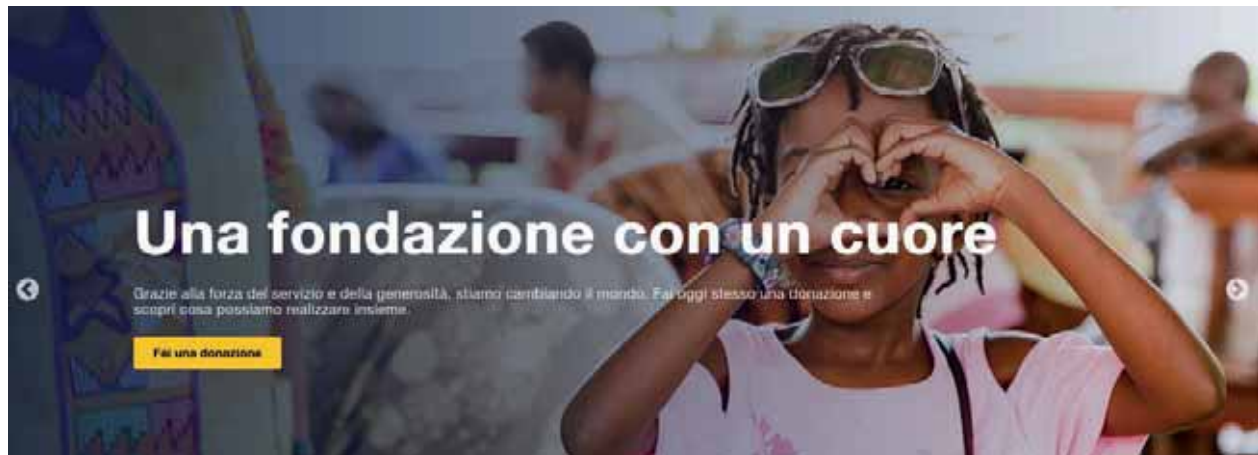 Una fondazione con un cuore
Grazie alla forza del servizio e della generosità, stiamo cambiando il mondo. Fai oggi stesso una donazione e
scopri cosa possiamo realizzare insieme.
Fai una donazione